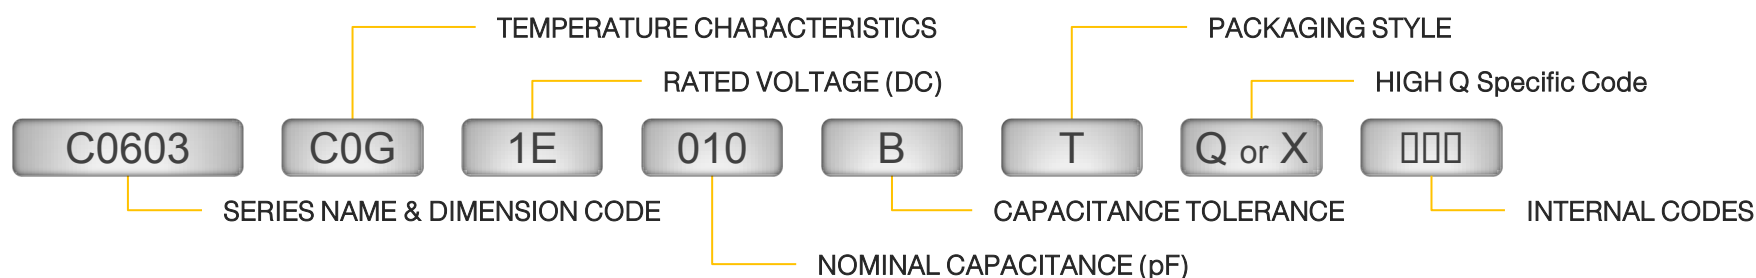 TEMPERATURE CHARACTERISTICS PACKAGING STYLE
RATED VOLTAGE (DC) HIGH Q Specific Code
C0603 C0G 1E 010 B T Q or X ▯▯▯
SERIES NAME & DIMENSION CODE CAPACITANCE TOLERANCE INTERNAL CODES
NOMINAL CAPACITANCE (pF)